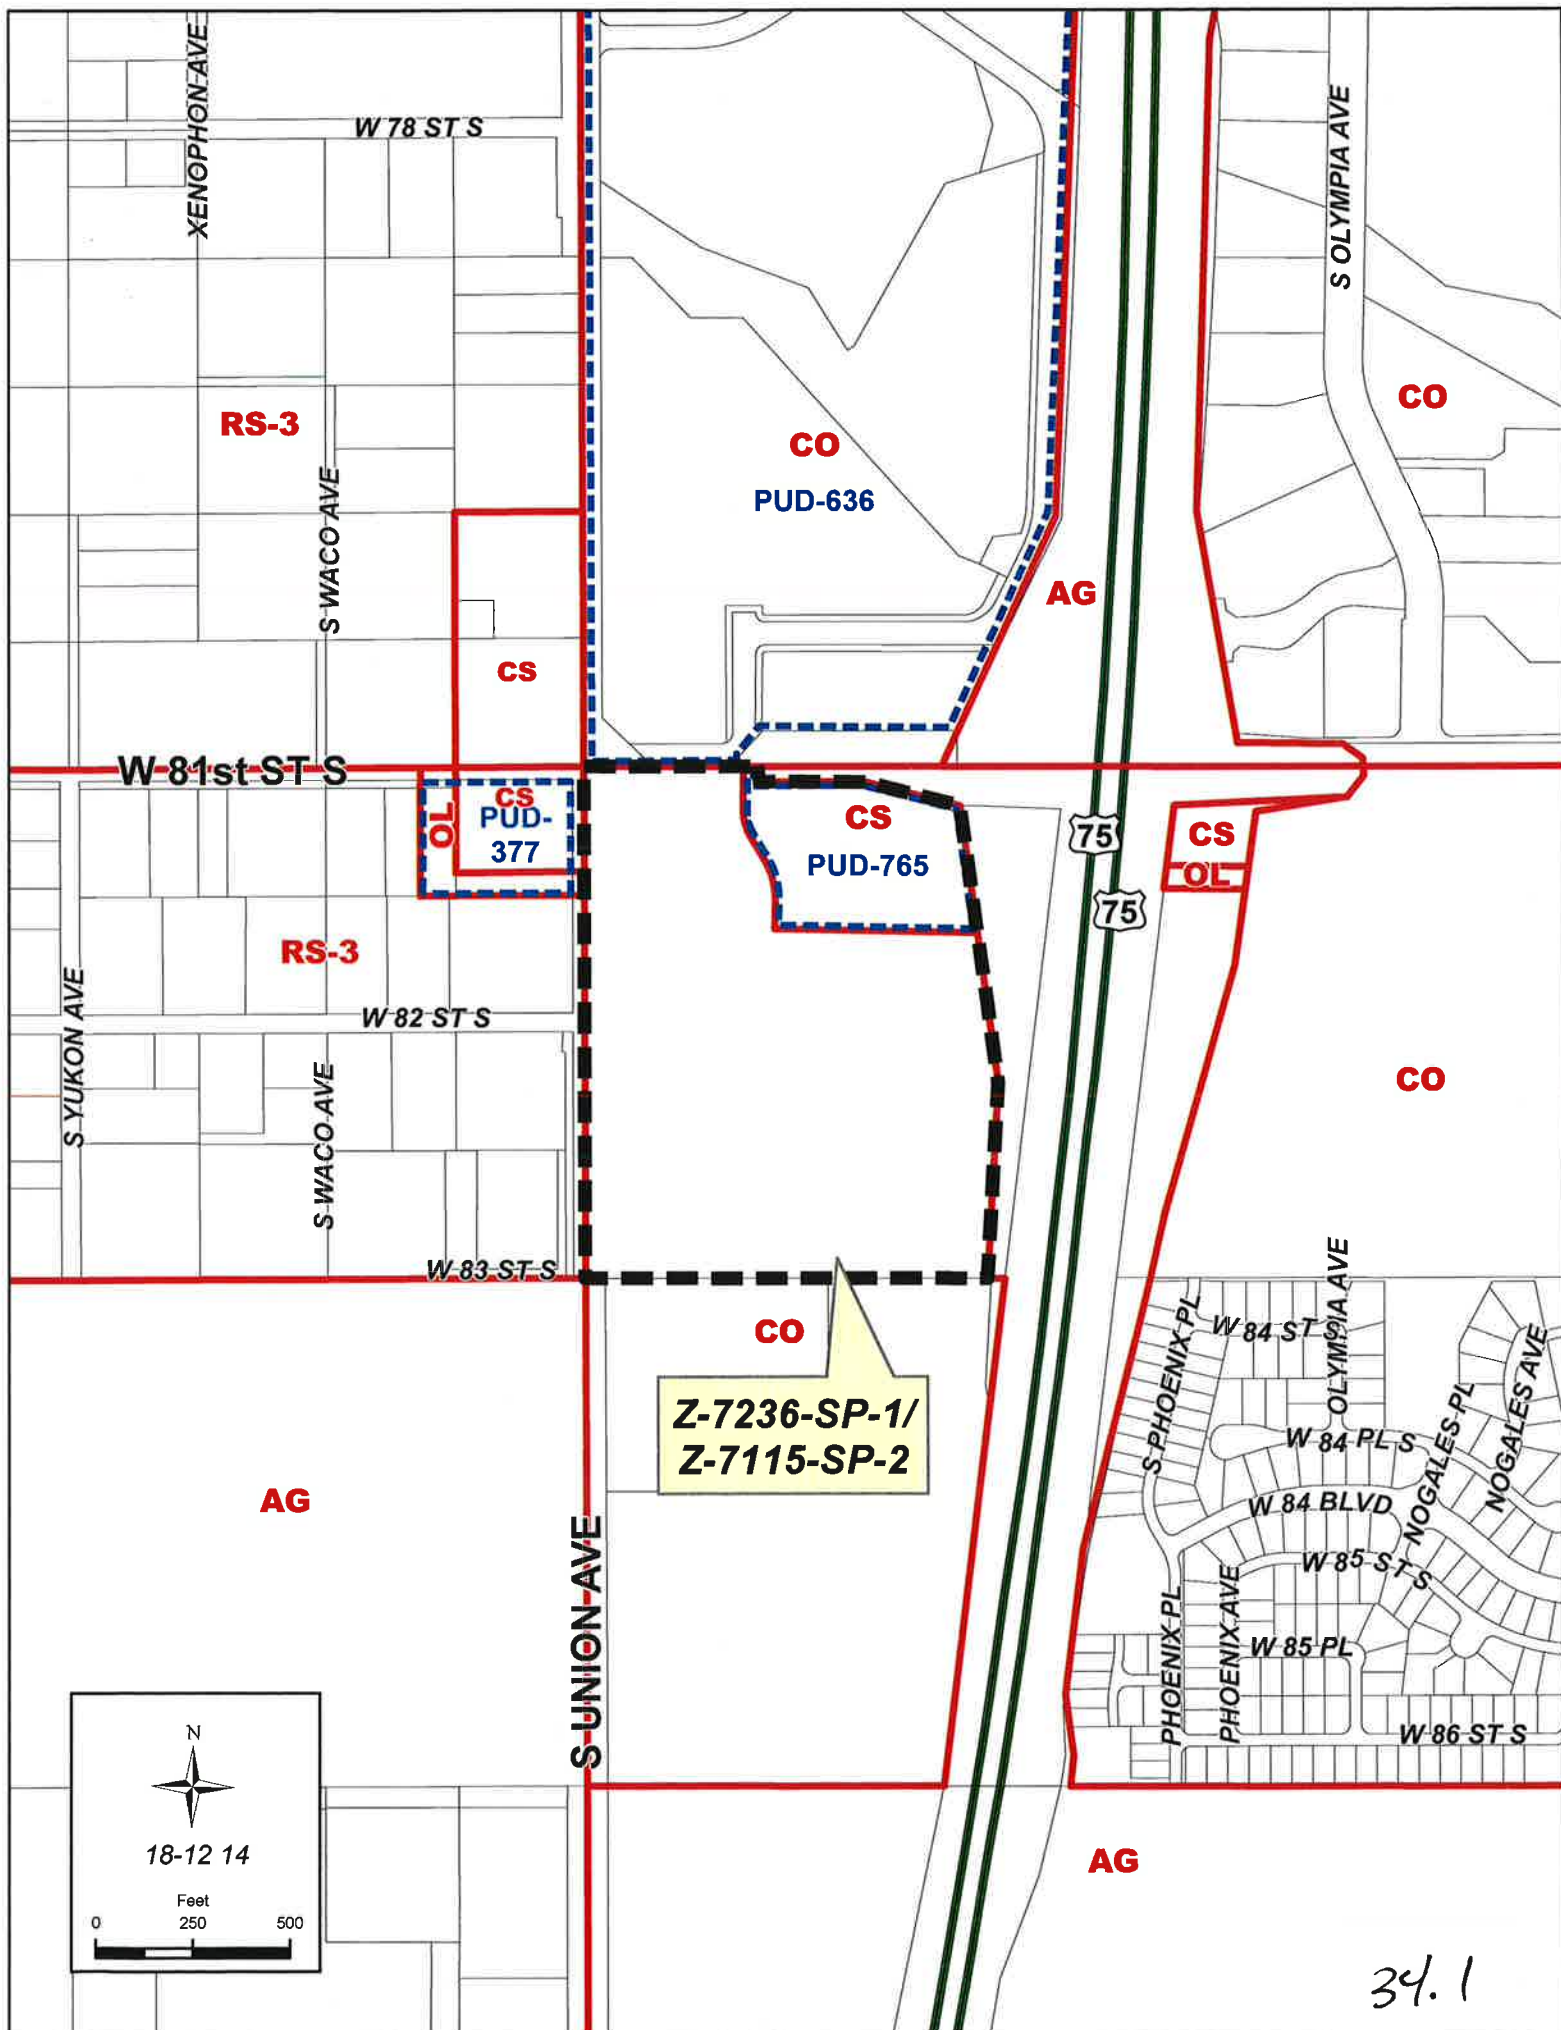 XENOPHON AVE
W 78 ST S
S OLYMPIA AVE
CO
RS-3
CO
PUD-636
S WACO AVE
AG
CS
W 81st ST S
CS
OL
PUD-
377
CS
PUD-765
75
CS
OL
75
RS-3
S YUKON AVE
W 82 ST S
CO
S WACO AVE
W 83 ST S
CO
Z-7236-SP-1/
Z-7115-SP-2
S PHOENIX PL
W 84 ST S
OLYMPIA AVE
NOGALES PL
NOGALES AVE
W 84 PL S
AG
W 84 BLVD
W 85 ST S
S UNION AVE
PHOENIX PL
PHOENIX AVE
W 85 PL
W 86 ST S
N
18-12 14
Feet
0 250 500
AG
34.1